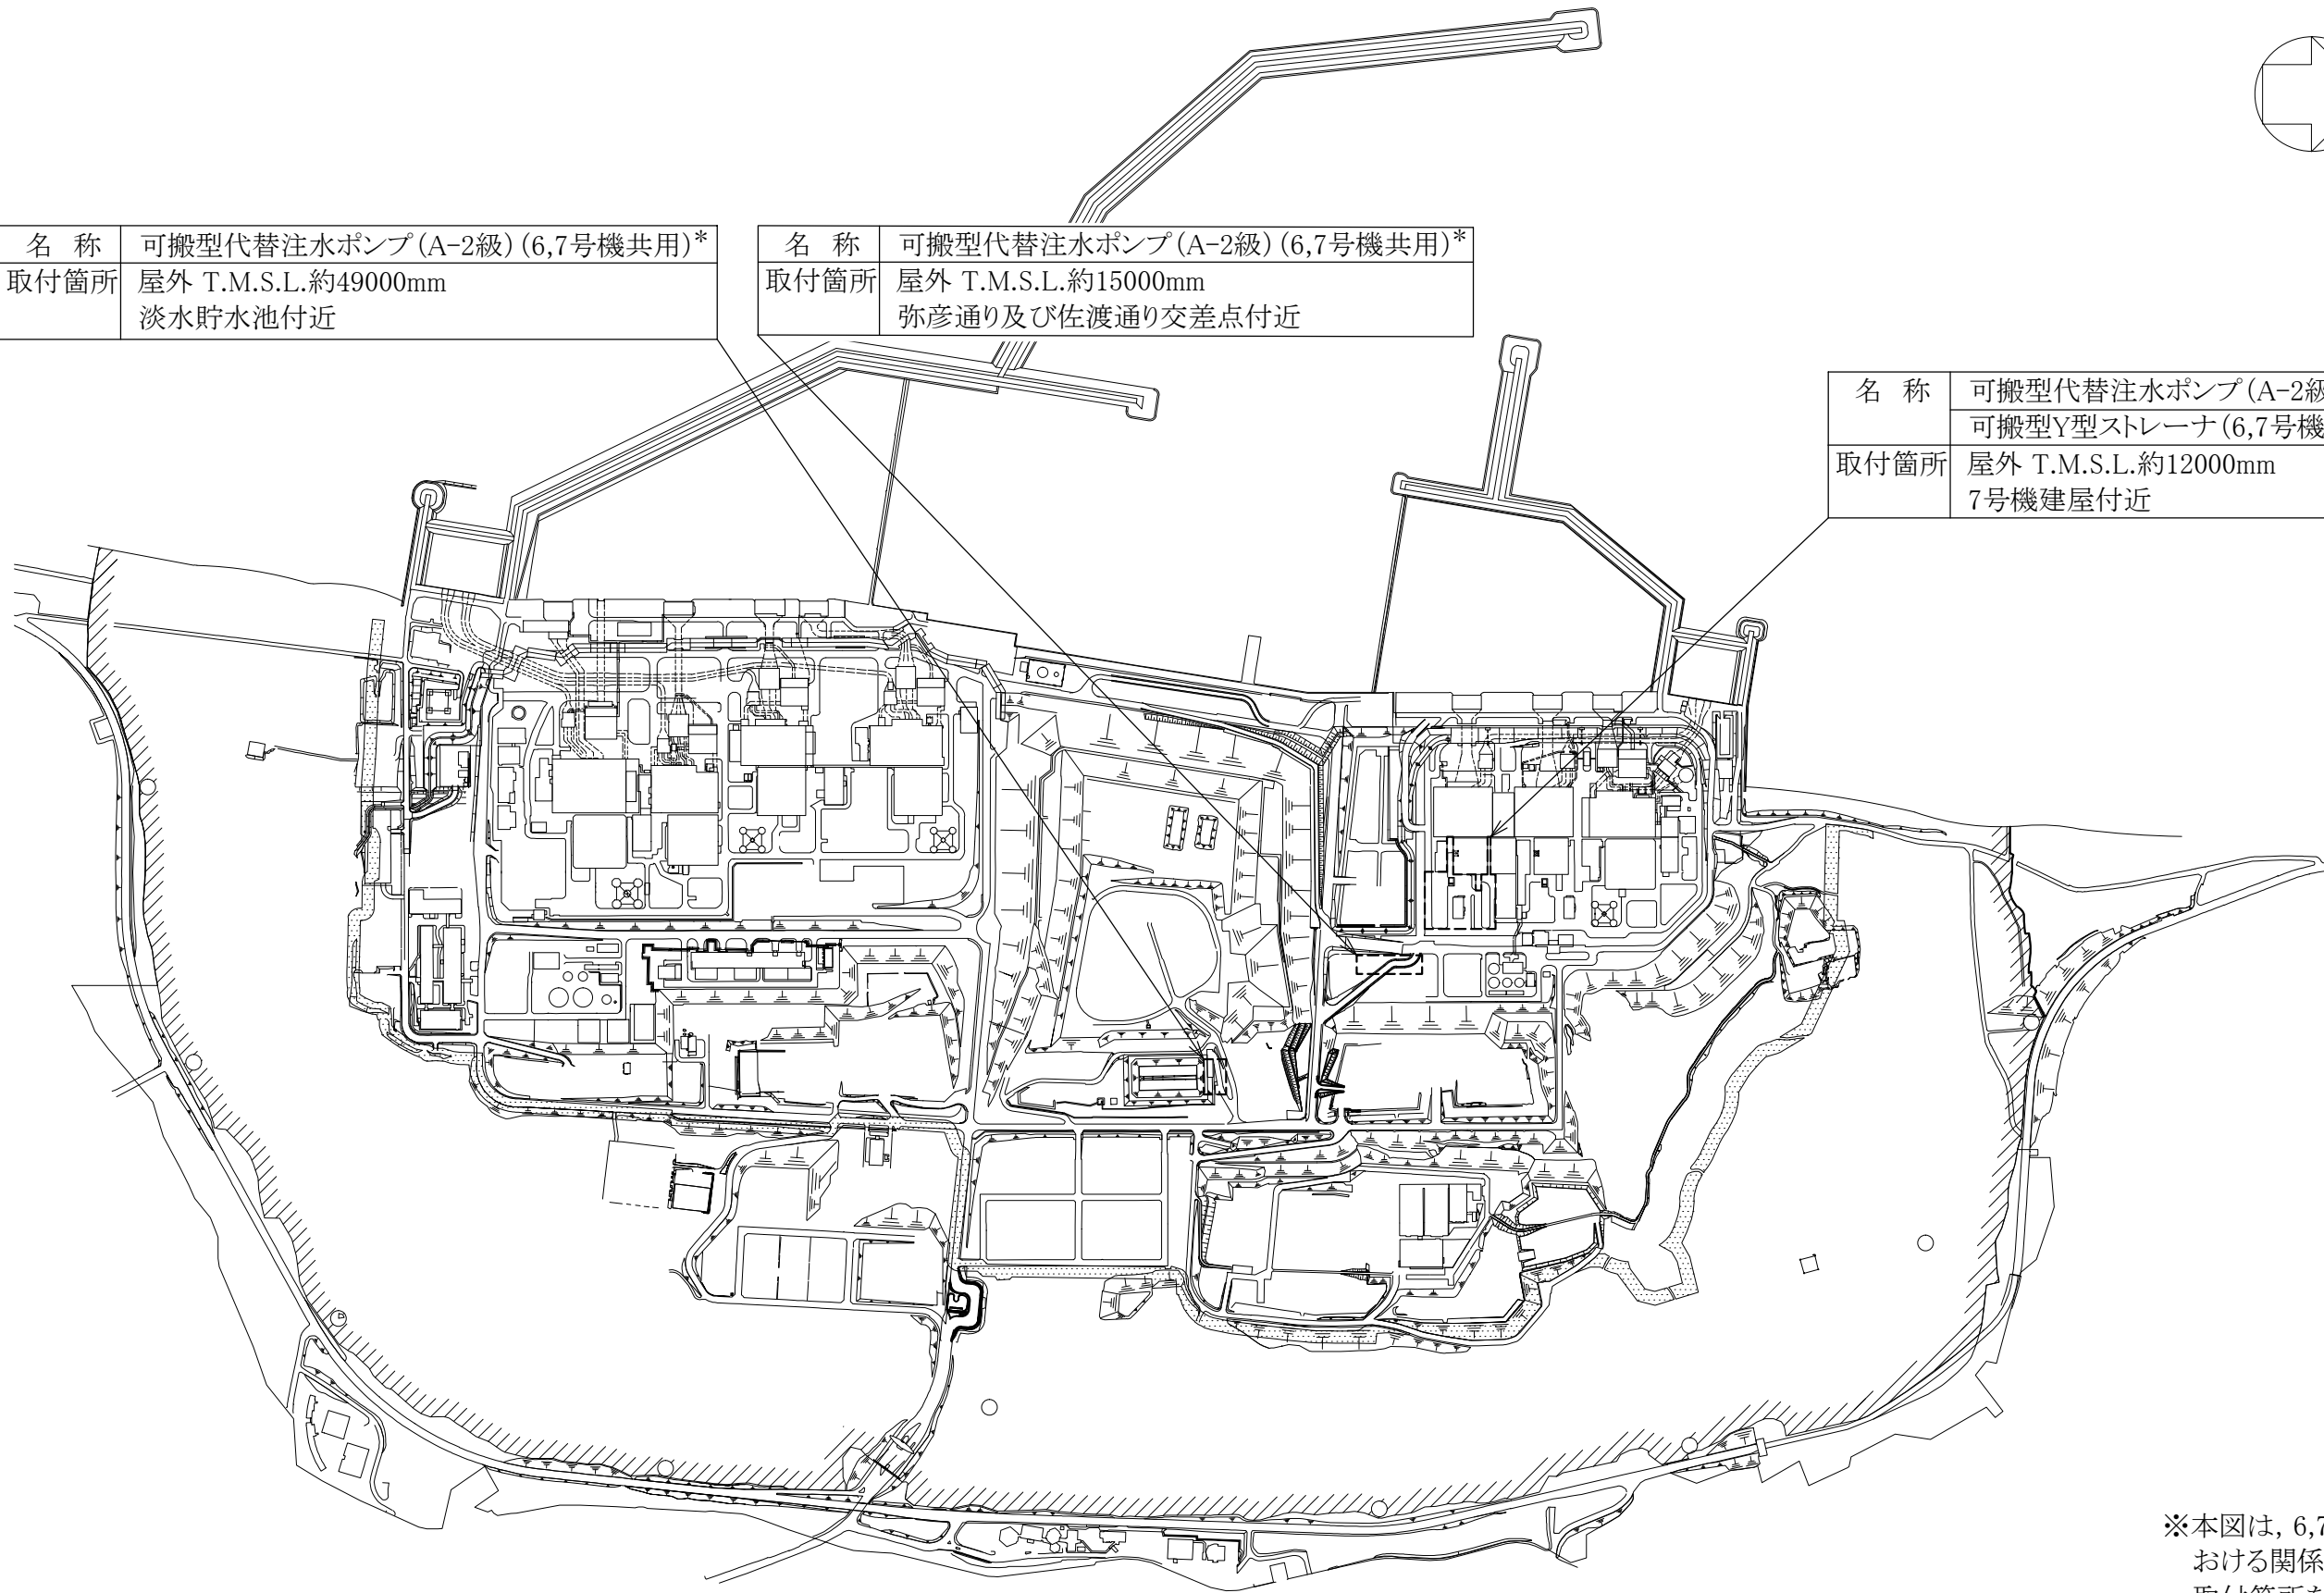 名 称 可搬型代替注水ポンプ(A-2級)(6,7号機共用)*
取付箇所 屋外 T.M.S.L.約49000mm
淡水貯水池付近
名 称 可搬型代替注水ポンプ(A-2級)(6,7号機共用)*
取付箇所 屋外 T.M.S.L.約15000mm
弥彦通り及び佐渡通り交差点付近
名 称 可搬型代替注水ポンプ(A-2級
可搬型Y型ストレーナ(6,7号機
取付箇所 屋外 T.M.S.L.約12000mm
7号機建屋付近
※本図は, 6,7
おける関係
取付箇所を